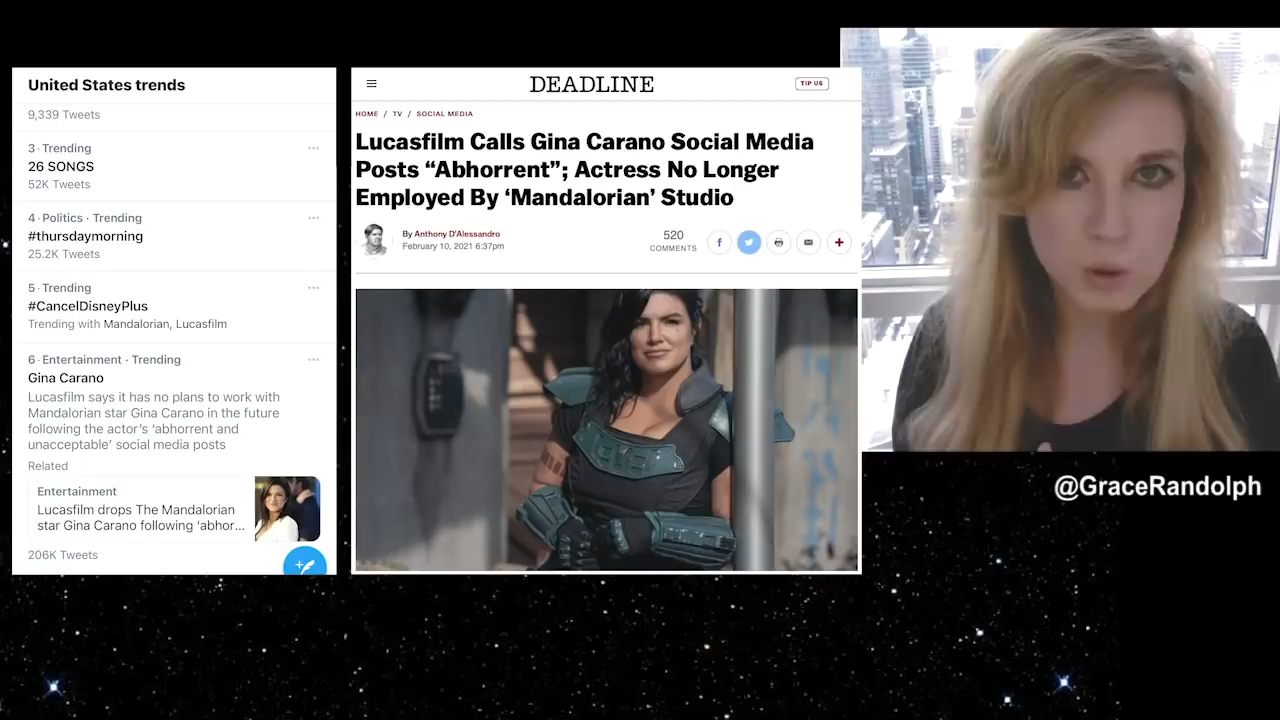 United States trends
9,339 Tweets
3 · Trending
26 SONGS
52K Tweets
4 · Politics · Trending
#thursdaymorning
25.2K Tweets
5 · Trending
#CancelDisneyPlus
Trending with Mandalorian, Lucasfilm
6 · Entertainment · Trending
Gina Carano
Lucasfilm says it has no plans to work with
Mandalorian star Gina Carano in the future
following the actor's 'abhorrent and
unacceptable' social media posts
Related
Entertainment
Lucasfilm drops The Mandalorian
star Gina Carano following 'abhor...
206K Tweets
DEADLINE
TIP US
HOME / TV / SOCIAL MEDIA
Lucasfilm Calls Gina Carano Social Media
Posts “Abhorrent”; Actress No Longer
Employed By ‘Mandalorian’ Studio
By Anthony D'Alessandro
February 10, 2021 6:37pm
520
COMMENTS
@GraceRandolph